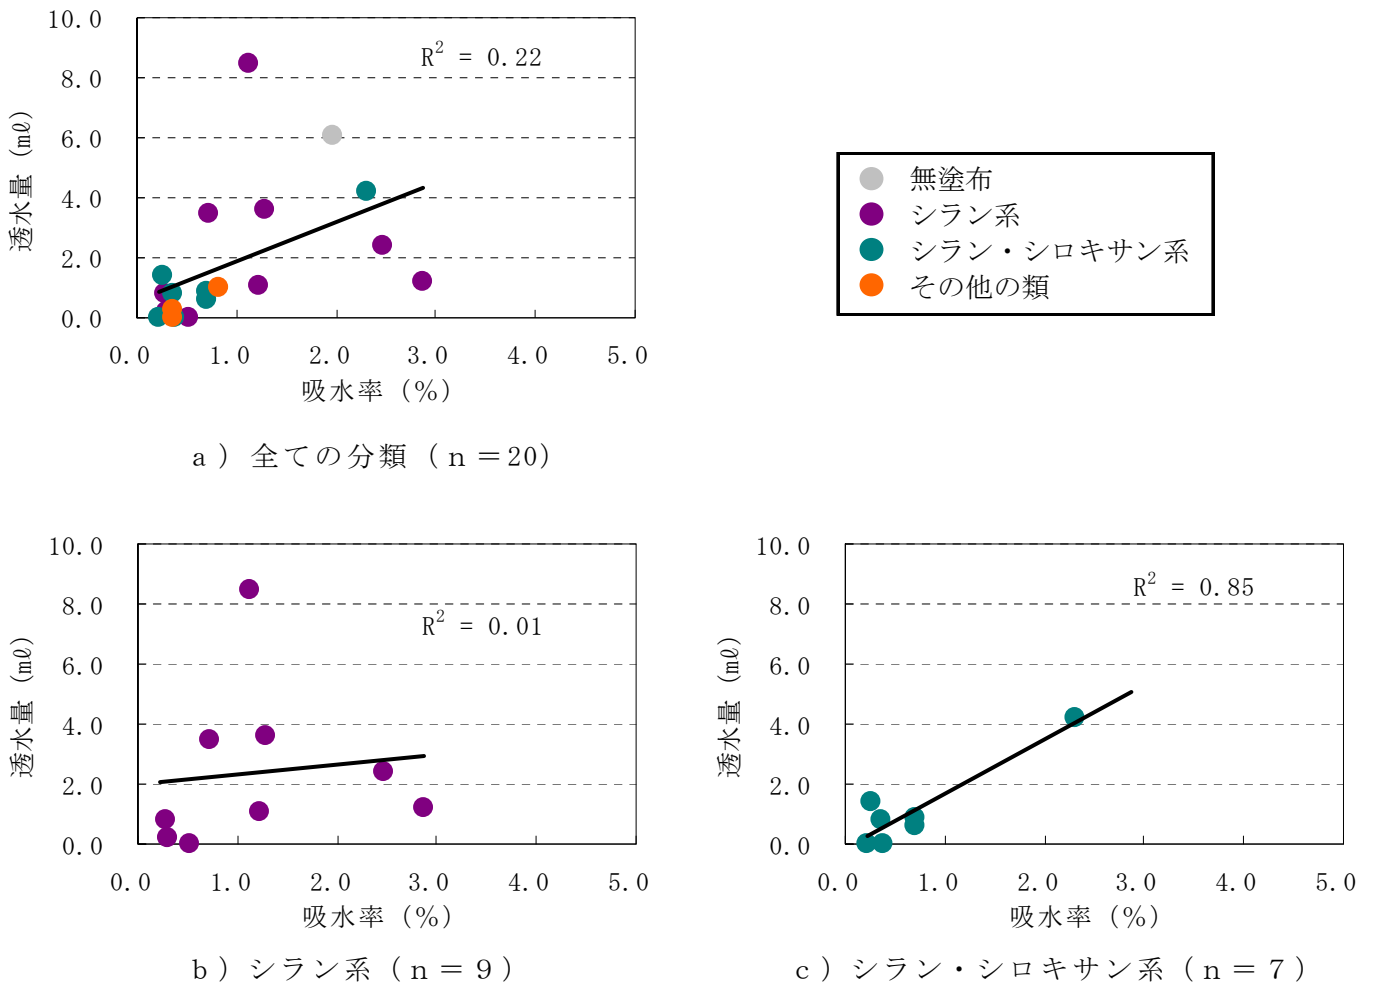 10.0
8.0
6.0
4.0
2.0
0.0
透水量（mℓ）
R² = 0.22
0.0 1.0 2.0 3.0 4.0 5.0
吸水率（%）
a）全ての分類（n＝20）
無塗布
シラン系
シラン・シロキサン系
その他の類
10.0
8.0
6.0
4.0
2.0
0.0
透水量（mℓ）
R² = 0.01
0.0 1.0 2.0 3.0 4.0 5.0
吸水率（%）
b）シラン系（n＝9）
10.0
8.0
6.0
4.0
2.0
0.0
透水量（mℓ）
R² = 0.85
0.0 1.0 2.0 3.0 4.0 5.0
吸水率（%）
c）シラン・シロキサン系（n＝7）